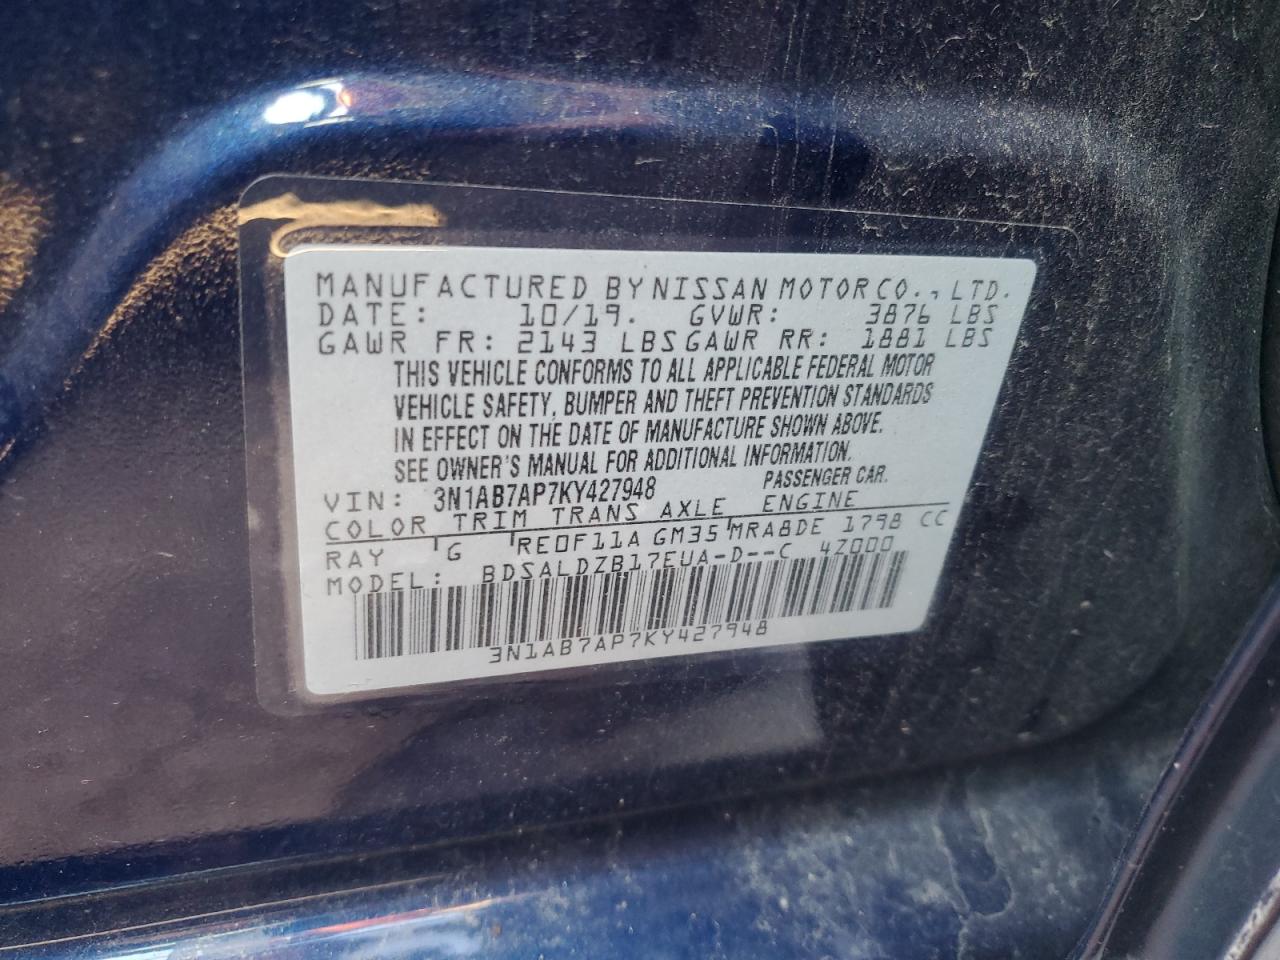 MANUFACTURED BY NISSAN MOTOR CO., LTD.
DATE: 10/19. GVWR: 3876 LBS
GAWR FR: 2143 LBS GAWR RR: 1881 LBS
THIS VEHICLE CONFORMS TO ALL APPLICABLE FEDERAL MOTOR
VEHICLE SAFETY, BUMPER AND THEFT PREVENTION STANDARDS
IN EFFECT ON THE DATE OF MANUFACTURE SHOWN ABOVE.
SEE OWNER'S MANUAL FOR ADDITIONAL INFORMATION.
VIN: 3N1AB7AP7KY427948 PASSENGER CAR.
COLOR TRIM TRANS AXLE ENGINE
RAY G RE0F11A GM35 MRA8DE 1798 CC
MODEL: BDSALDZB17EUA-D--C 4Z000
3N1AB7AP7KY427948